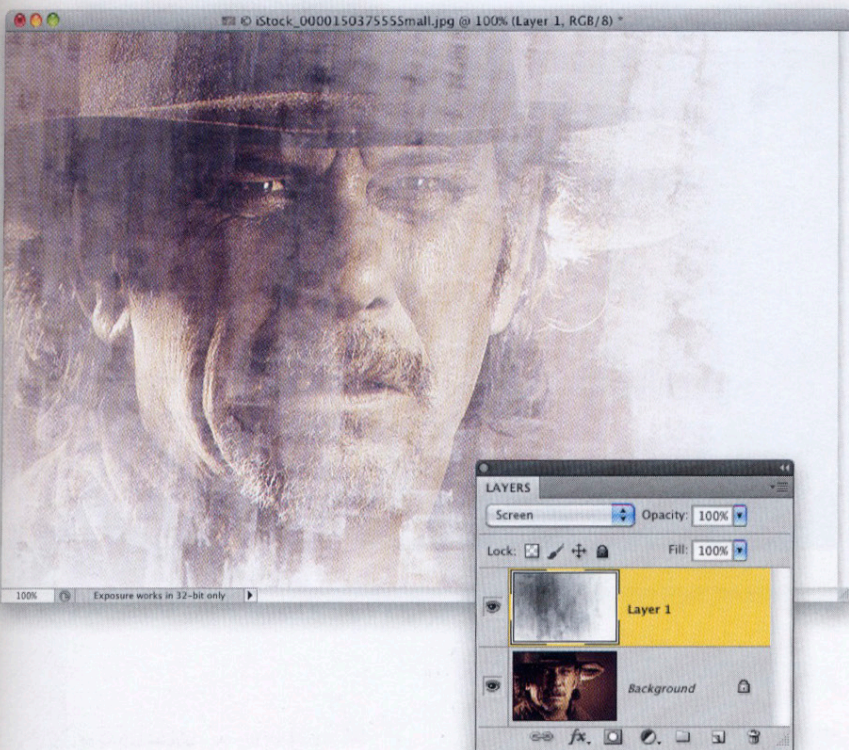 iStock_000015037555Small.jpg @ 100% (Layer 1, RGB/8) *
100% Exposure works in 32-bit only
LAYERS
Screen Opacity: 100%
Lock: Fill: 100%
Layer 1
Background
fx.